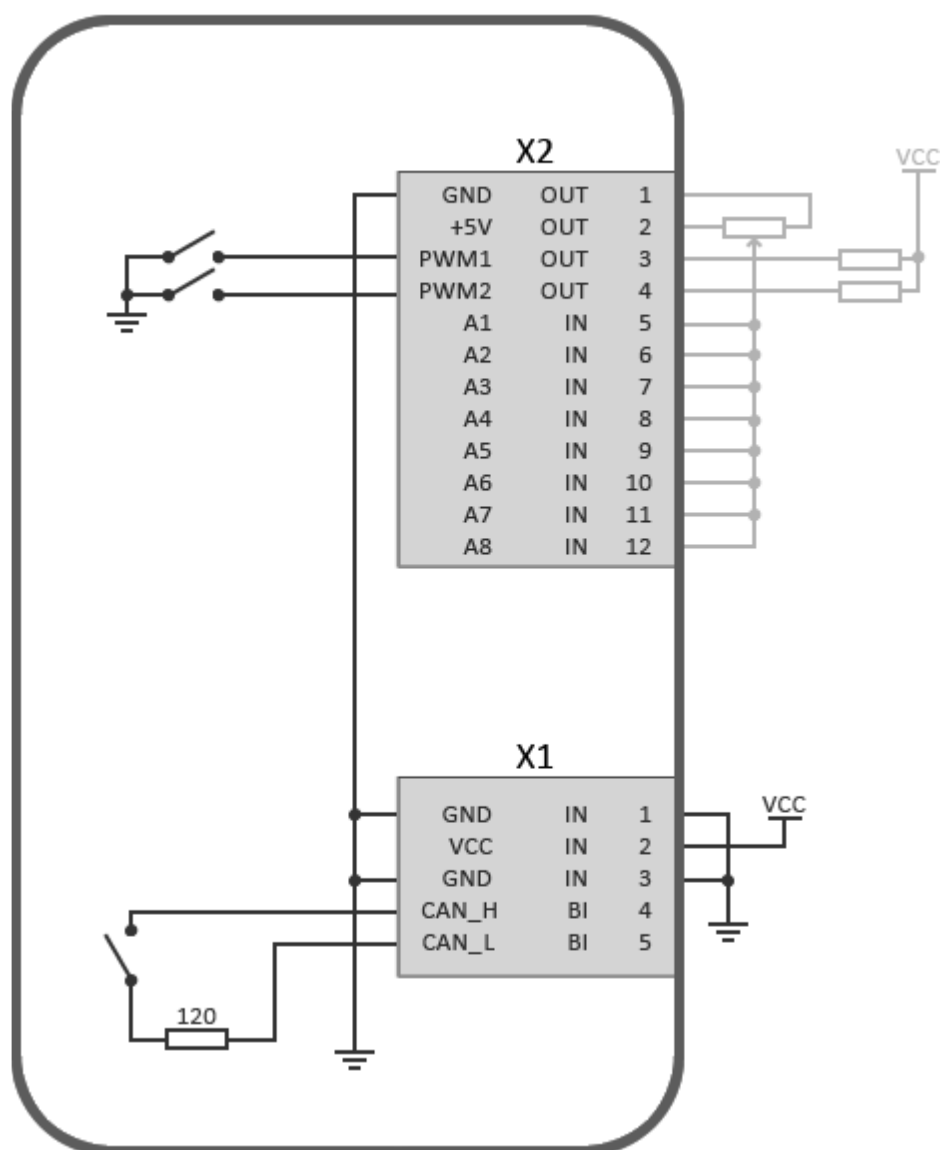 X2
VCC
GND OUT 1
+5V OUT 2
PWM1 OUT 3
PWM2 OUT 4
A1 IN 5
A2 IN 6
A3 IN 7
A4 IN 8
A5 IN 9
A6 IN 10
A7 IN 11
A8 IN 12
X1
VCC
GND IN 1
VCC IN 2
GND IN 3
CAN_H BI 4
CAN_L BI 5
120